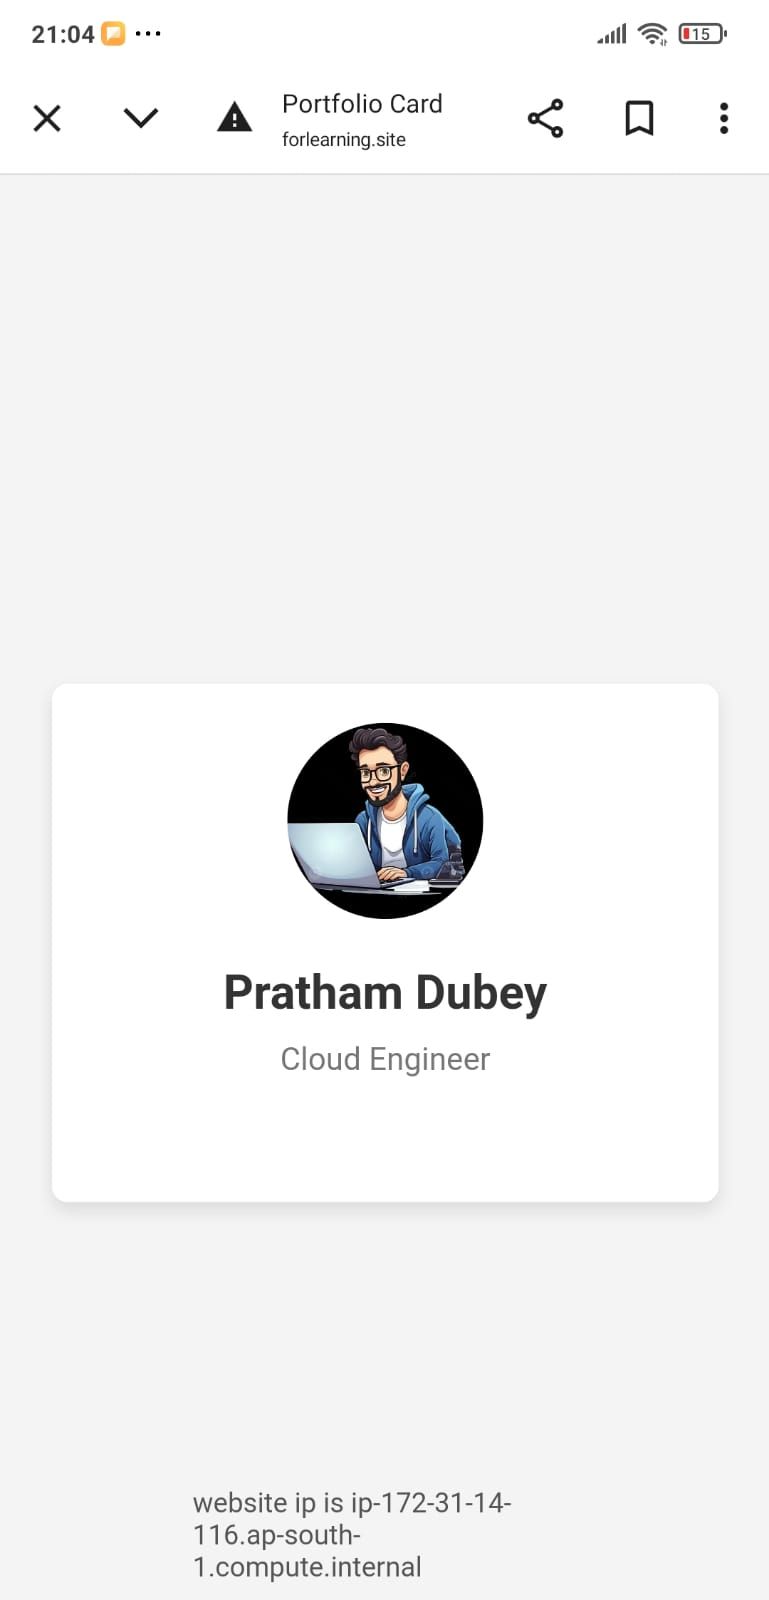 21:04
15
Portfolio Card
forlearning.site
Pratham Dubey
Cloud Engineer
website ip is ip-172-31-14-
116.ap-south-
1.compute.internal